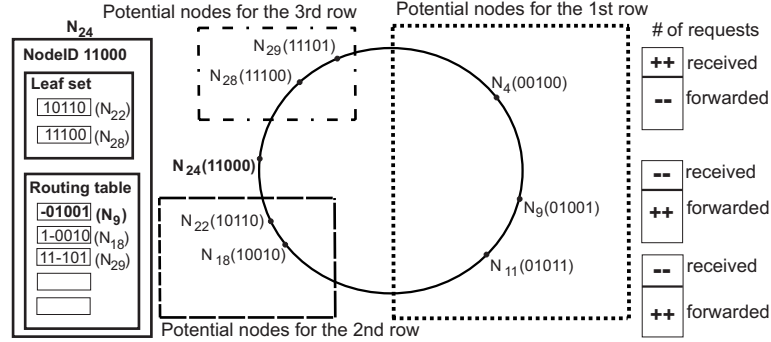 N24
NodeID 11000
Leaf set
10110 (N22)
11100 (N28)
Routing table
-01001 (N9)
1-0010 (N18)
11-101 (N29)
Potential nodes for the 3rd row
N29(11101)
N28(11100)
N24(11000)
N22(10110)
N18(10010)
Potential nodes for the 2nd row
Potential nodes for the 1st row
N4(00100)
N9(01001)
N11(01011)
# of requests
++ received
-- forwarded
-- received
++ forwarded
-- received
++ forwarded